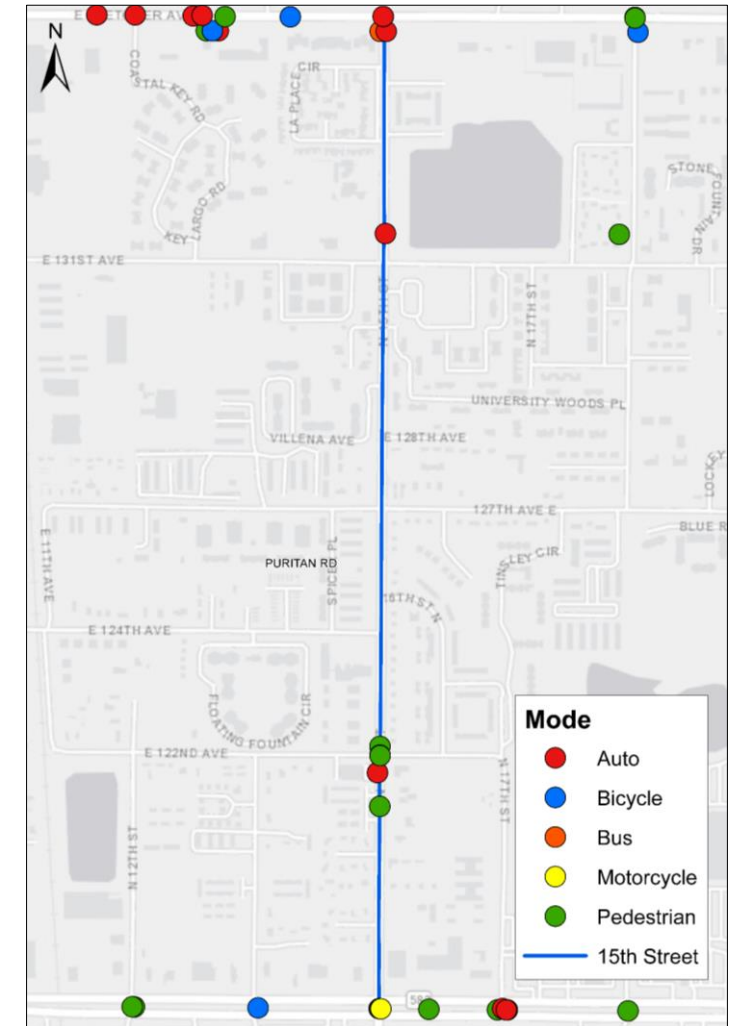 N
COASTAL KEY RD
LA PLACE
CIR
KEY LARGO RD
STONE
FOUNTAIN DR
E 131ST AVE
N 17TH ST
UNIVERSITY WOODS PL
VILLENA AVE
E 128TH AVE
127TH AVE E
BLUE R
E 11TH AVE
PURITAN RD
TINSLEY CIR
E 124TH AVE
FLOATING FOUNTAIN CIR
E 122ND AVE
N 17TH ST
N 12TH ST
Mode
Auto
Bicycle
Bus
Motorcycle
Pedestrian
15th Street